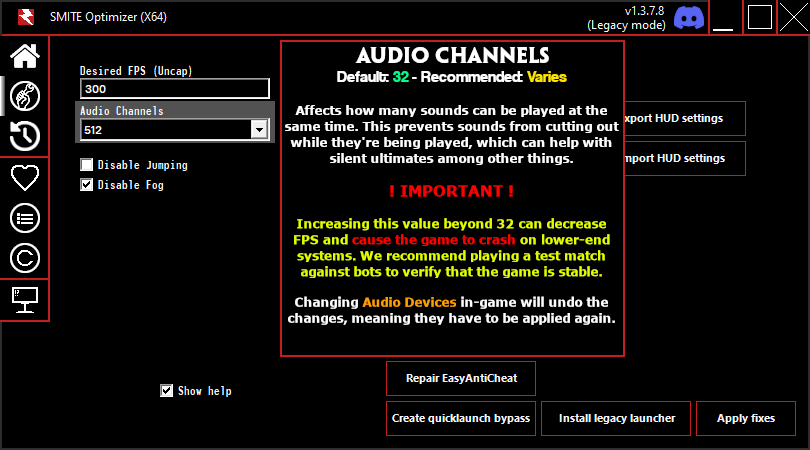 SMITE Optimizer (X64)
v1.3.7.8
(Legacy mode)
Desired FPS (Uncap)
300
Audio Channels
512
Disable Jumping
Disable Fog
AUDIO CHANNELS
Default: 32 - Recommended: Varies
Affects how many sounds can be played at the
same time. This prevents sounds from cutting out
while they're being played, which can help with
silent ultimates among other things.
! IMPORTANT !
Increasing this value beyond 32 can decrease
FPS and cause the game to crash on lower-end
systems. We recommend playing a test match
against bots to verify that the game is stable.
Changing Audio Devices in-game will undo the
changes, meaning they have to be applied again.
xport HUD settings
mport HUD settings
Show help
Repair EasyAntiCheat
Create quicklaunch bypass
Install legacy launcher
Apply fixes